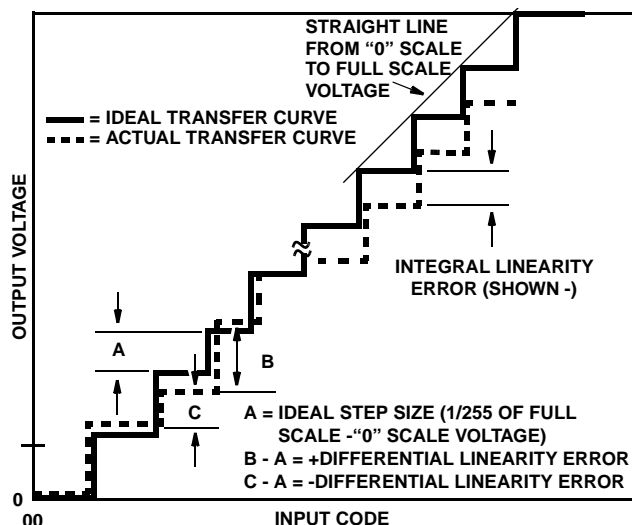 STRAIGHT LINE
FROM “0” SCALE
TO FULL SCALE
VOLTAGE
= IDEAL TRANSFER CURVE
= ACTUAL TRANSFER CURVE
OUTPUT VOLTAGE
INTEGRAL LINEARITY
ERROR (SHOWN -)
A
B
C
A = IDEAL STEP SIZE (1/255 OF FULL
SCALE -“0” SCALE VOLTAGE)
B - A = +DIFFERENTIAL LINEARITY ERROR
C - A = -DIFFERENTIAL LINEARITY ERROR
0
00
INPUT CODE